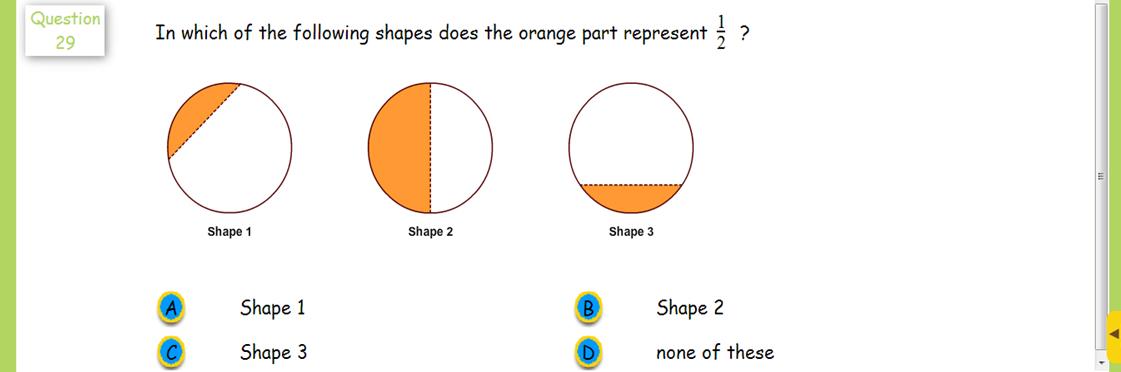 Question
29
In which of the following shapes does the orange part represent 1/2 ?
Shape 1
Shape 2
Shape 3
A Shape 1
B Shape 2
C Shape 3
D none of these